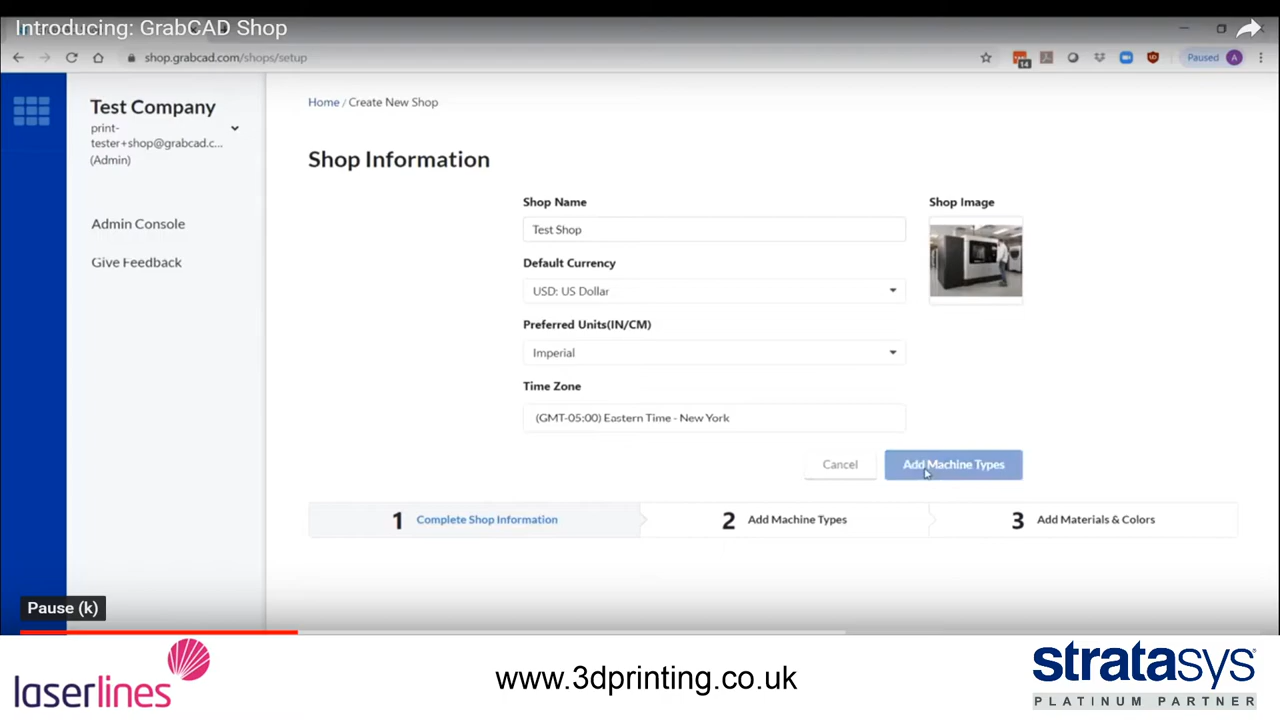 Introducing: GrabCAD Shop
shop.grabcad.com/shops/setup
14
Paused
A
Test Company
print-
tester+shop@grabcad.c...
(Admin)
Admin Console
Give Feedback
Home / Create New Shop
Shop Information
Shop Name
Test Shop
Default Currency
USD: US Dollar
Preferred Units(IN/CM)
Imperial
Time Zone
(GMT-05:00) Eastern Time - New York
Shop Image
Cancel
Add Machine Types
1 Complete Shop Information
2 Add Machine Types
3 Add Materials & Colors
Pause (k)
laserlines
www.3dprinting.co.uk
stratasys
PLATINUM PARTNER